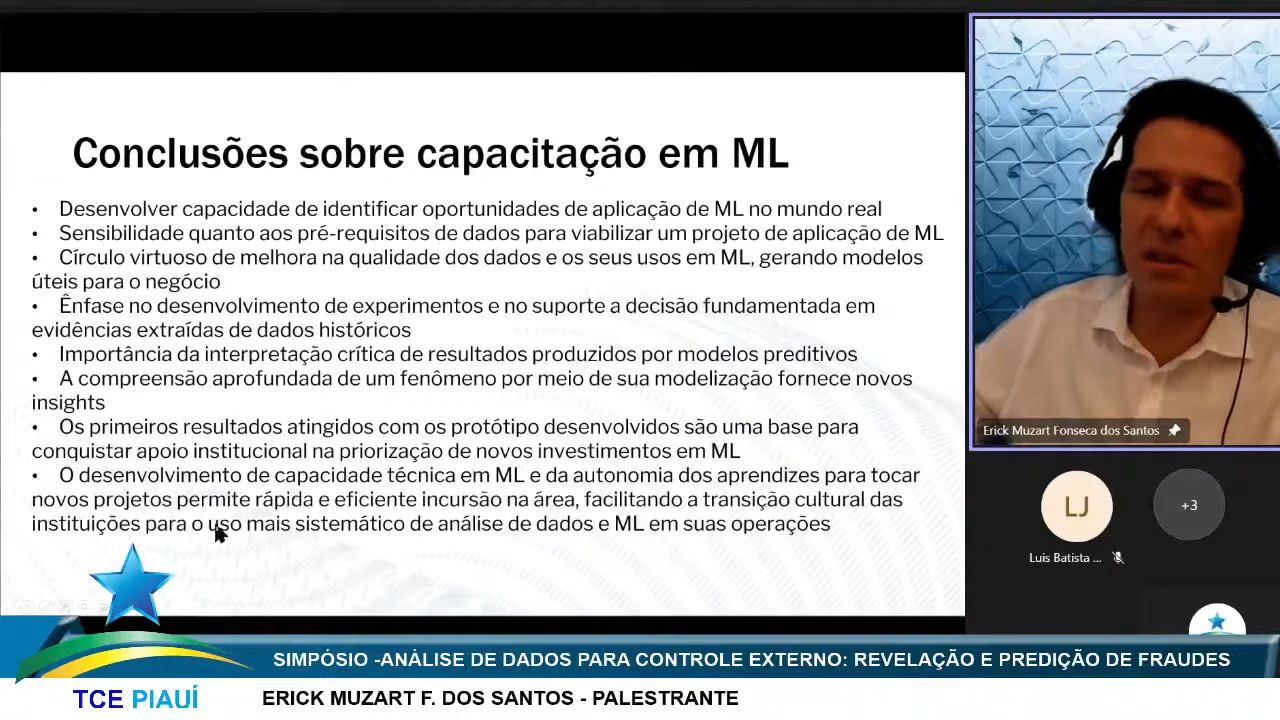 Conclusões sobre capacitação em ML
• Desenvolver capacidade de identificar oportunidades de aplicação de ML no mundo real
• Sensibilidade quanto aos pré-requisitos de dados para viabilizar um projeto de aplicação de ML
• Círculo virtuoso de melhora na qualidade dos dados e os seus usos em ML, gerando modelos
úteis para o negócio
• Ênfase no desenvolvimento de experimentos e no suporte a decisão fundamentada em
evidências extraídas de dados históricos
• Importância da interpretação crítica de resultados produzidos por modelos preditivos
• A compreensão aprofundada de um fenômeno por meio de sua modelização fornece novos
insights
• Os primeiros resultados atingidos com os protótipo desenvolvidos são uma base para
conquistar apoio institucional na priorização de novos investimentos em ML
• O desenvolvimento de capacidade técnica em ML e da autonomia dos aprendizes para tocar
novos projetos permite rápida e eficiente incursão na área, facilitando a transição cultural das
instituições para o uso mais sistemático de análise de dados e ML em suas operações
Erick Muzart Fonseca dos Santos
LJ
+3
Luis Batista ...
SIMPÓSIO -ANÁLISE DE DADOS PARA CONTROLE EXTERNO: REVELAÇÃO E PREDIÇÃO DE FRAUDES
TCE PIAUÍ
ERICK MUZART F. DOS SANTOS - PALESTRANTE